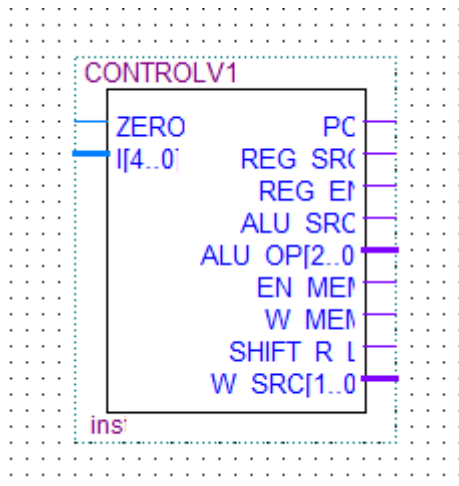 CONTROLV1
ZERO PC
I[4..0] REG SRC
REG EN
ALU SRC
ALU OP[2..0
EN MEM
W MEM
SHIFT R L
W SRC[1..0
inst